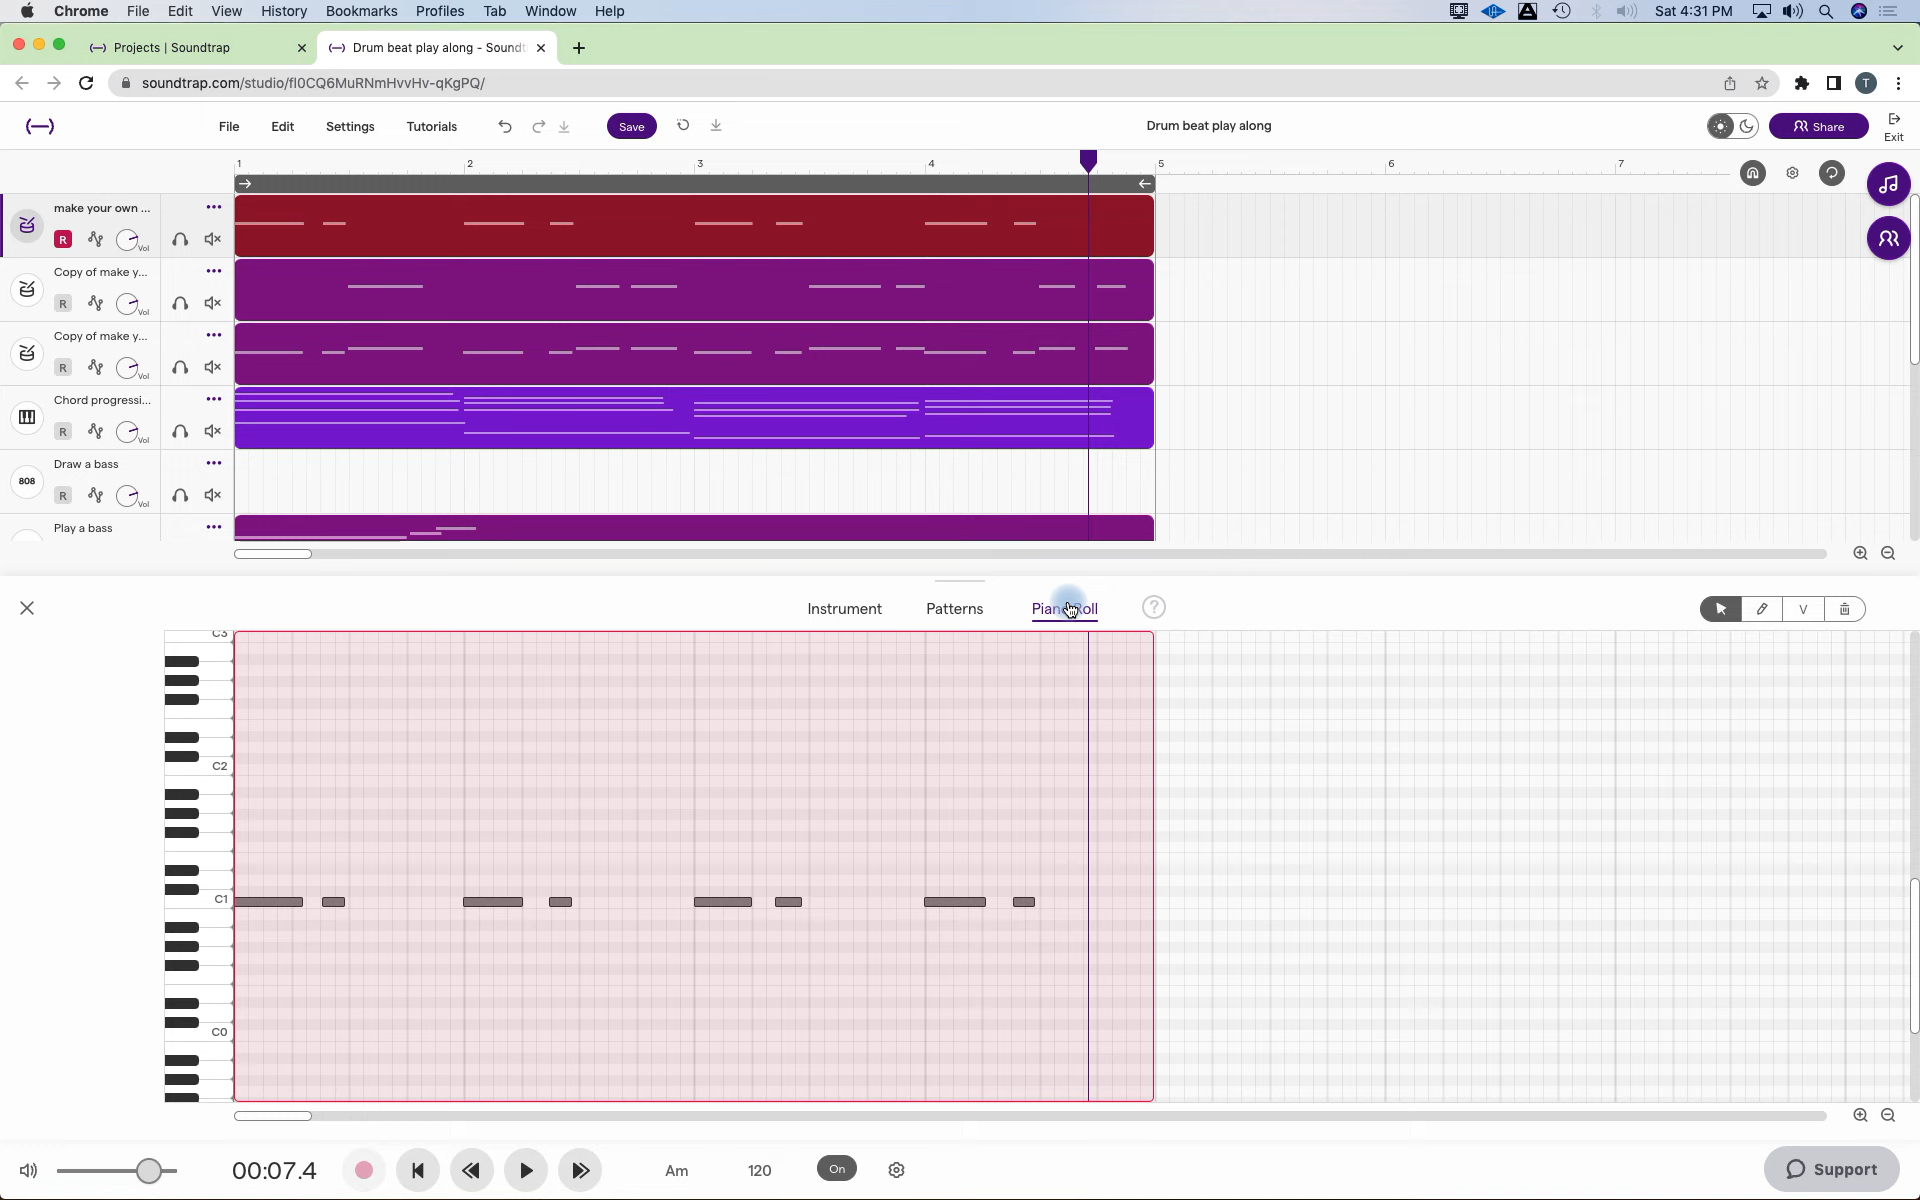 Chrome File Edit View History Bookmarks Profiles Tab Window Help Sat 4:31 PM
Projects | Soundtrap Drum beat play along - Soundt
soundtrap.com/studio/
T
File Edit Settings Tutorials Save Drum beat play along Share Exit
1 2 3 4 5 6 7
make your own ...
R Vol
Copy of make y...
R Vol
Copy of make y...
R Vol
Chord progressi...
R Vol
Draw a bass
808
R Vol
Play a bass
Instrument Patterns Piano Roll ?
V
C3
C2
C1
C0
00:07.4 Am 120 On Support